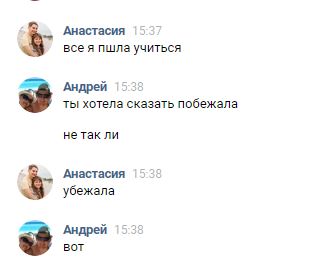 Анастасия 15:37
все я пшла учиться
Андрей 15:38
ты хотела сказать побежала
не так ли
Анастасия 15:38
убежала
Андрей 15:38
вот